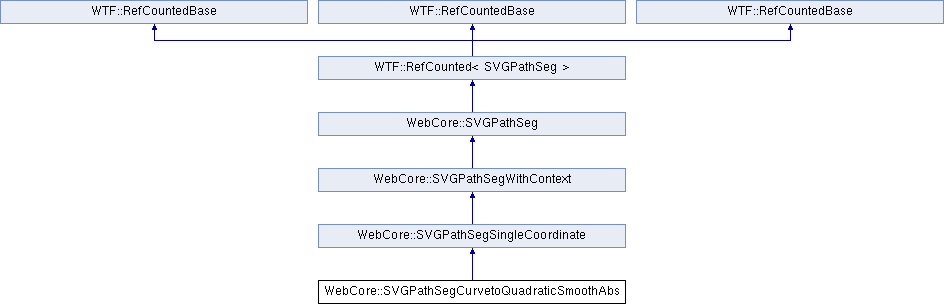 WTF::RefCountedBase
WTF::RefCountedBase
WTF::RefCountedBase
WTF::RefCounted< SVGPathSeg >
WebCore::SVGPathSeg
WebCore::SVGPathSegWithContext
WebCore::SVGPathSegSingleCoordinate
WebCore::SVGPathSegCurvetoQuadraticSmoothAbs